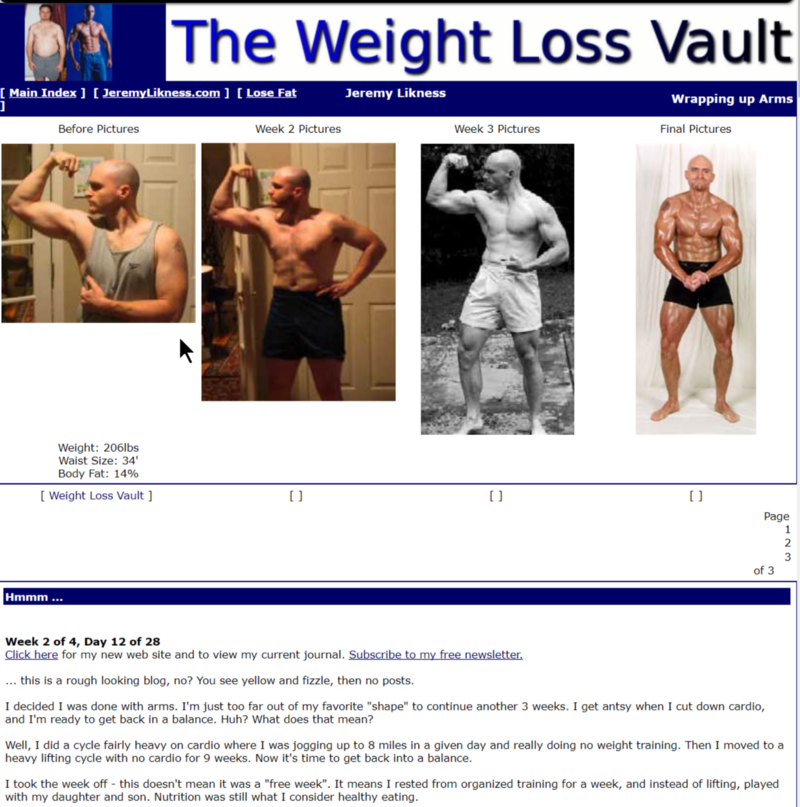 The Weight Loss Vault
[ Main Index ] [ JeremyLikness.com ] [ Lose Fat
]
Jeremy Likness
Wrapping up Arms
Before Pictures
Week 2 Pictures
Week 3 Pictures
Final Pictures
Weight: 206lbs
Waist Size: 34'
Body Fat: 14%
[ Weight Loss Vault ]
[ ]
[ ]
[ ]
Page
1
2
3
of 3
Hmmm ...
Week 2 of 4, Day 12 of 28
Click here for my new web site and to view my current journal. Subscribe to my free newsletter.
... this is a rough looking blog, no? You see yellow and fizzle, then no posts.
I decided I was done with arms. I'm just too far out of my favorite "shape" to continue another 3 weeks. I get antsy when I cut down cardio,
and I'm ready to get back in a balance. Huh? What does that mean?
Well, I did a cycle fairly heavy on cardio where I was jogging up to 8 miles in a given day and really doing no weight training. Then I moved to a
heavy lifting cycle with no cardio for 9 weeks. Now it's time to get back into a balance.
I took the week off - this doesn't mean it was a "free week". It means I rested from organized training for a week, and instead of lifting, played
with my daughter and son. Nutrition was still what I consider healthy eating.